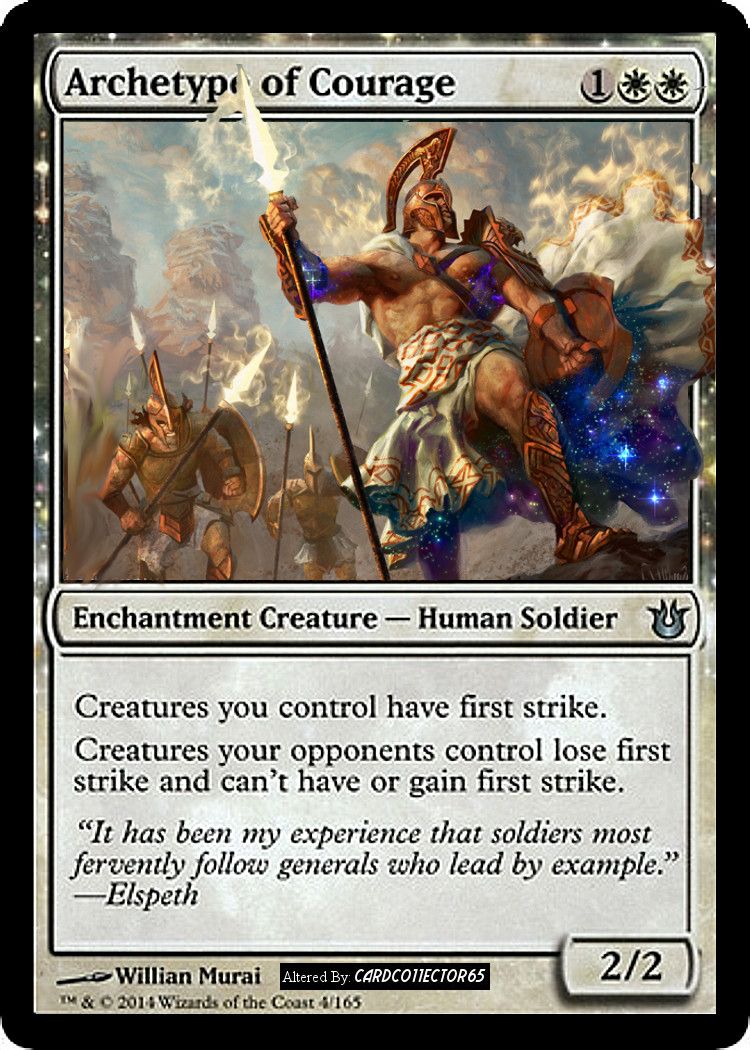 Archetype of Courage 1
Enchantment Creature — Human Soldier
Creatures you control have first strike.
Creatures your opponents control lose first
strike and can't have or gain first strike.
“It has been my experience that soldiers most
fervently follow generals who lead by example.”
—Elspeth
2/2
Willian Murai Altered By: CARDCO11ECTOR65
™ & © 2014 Wizards of the Coast 4/165